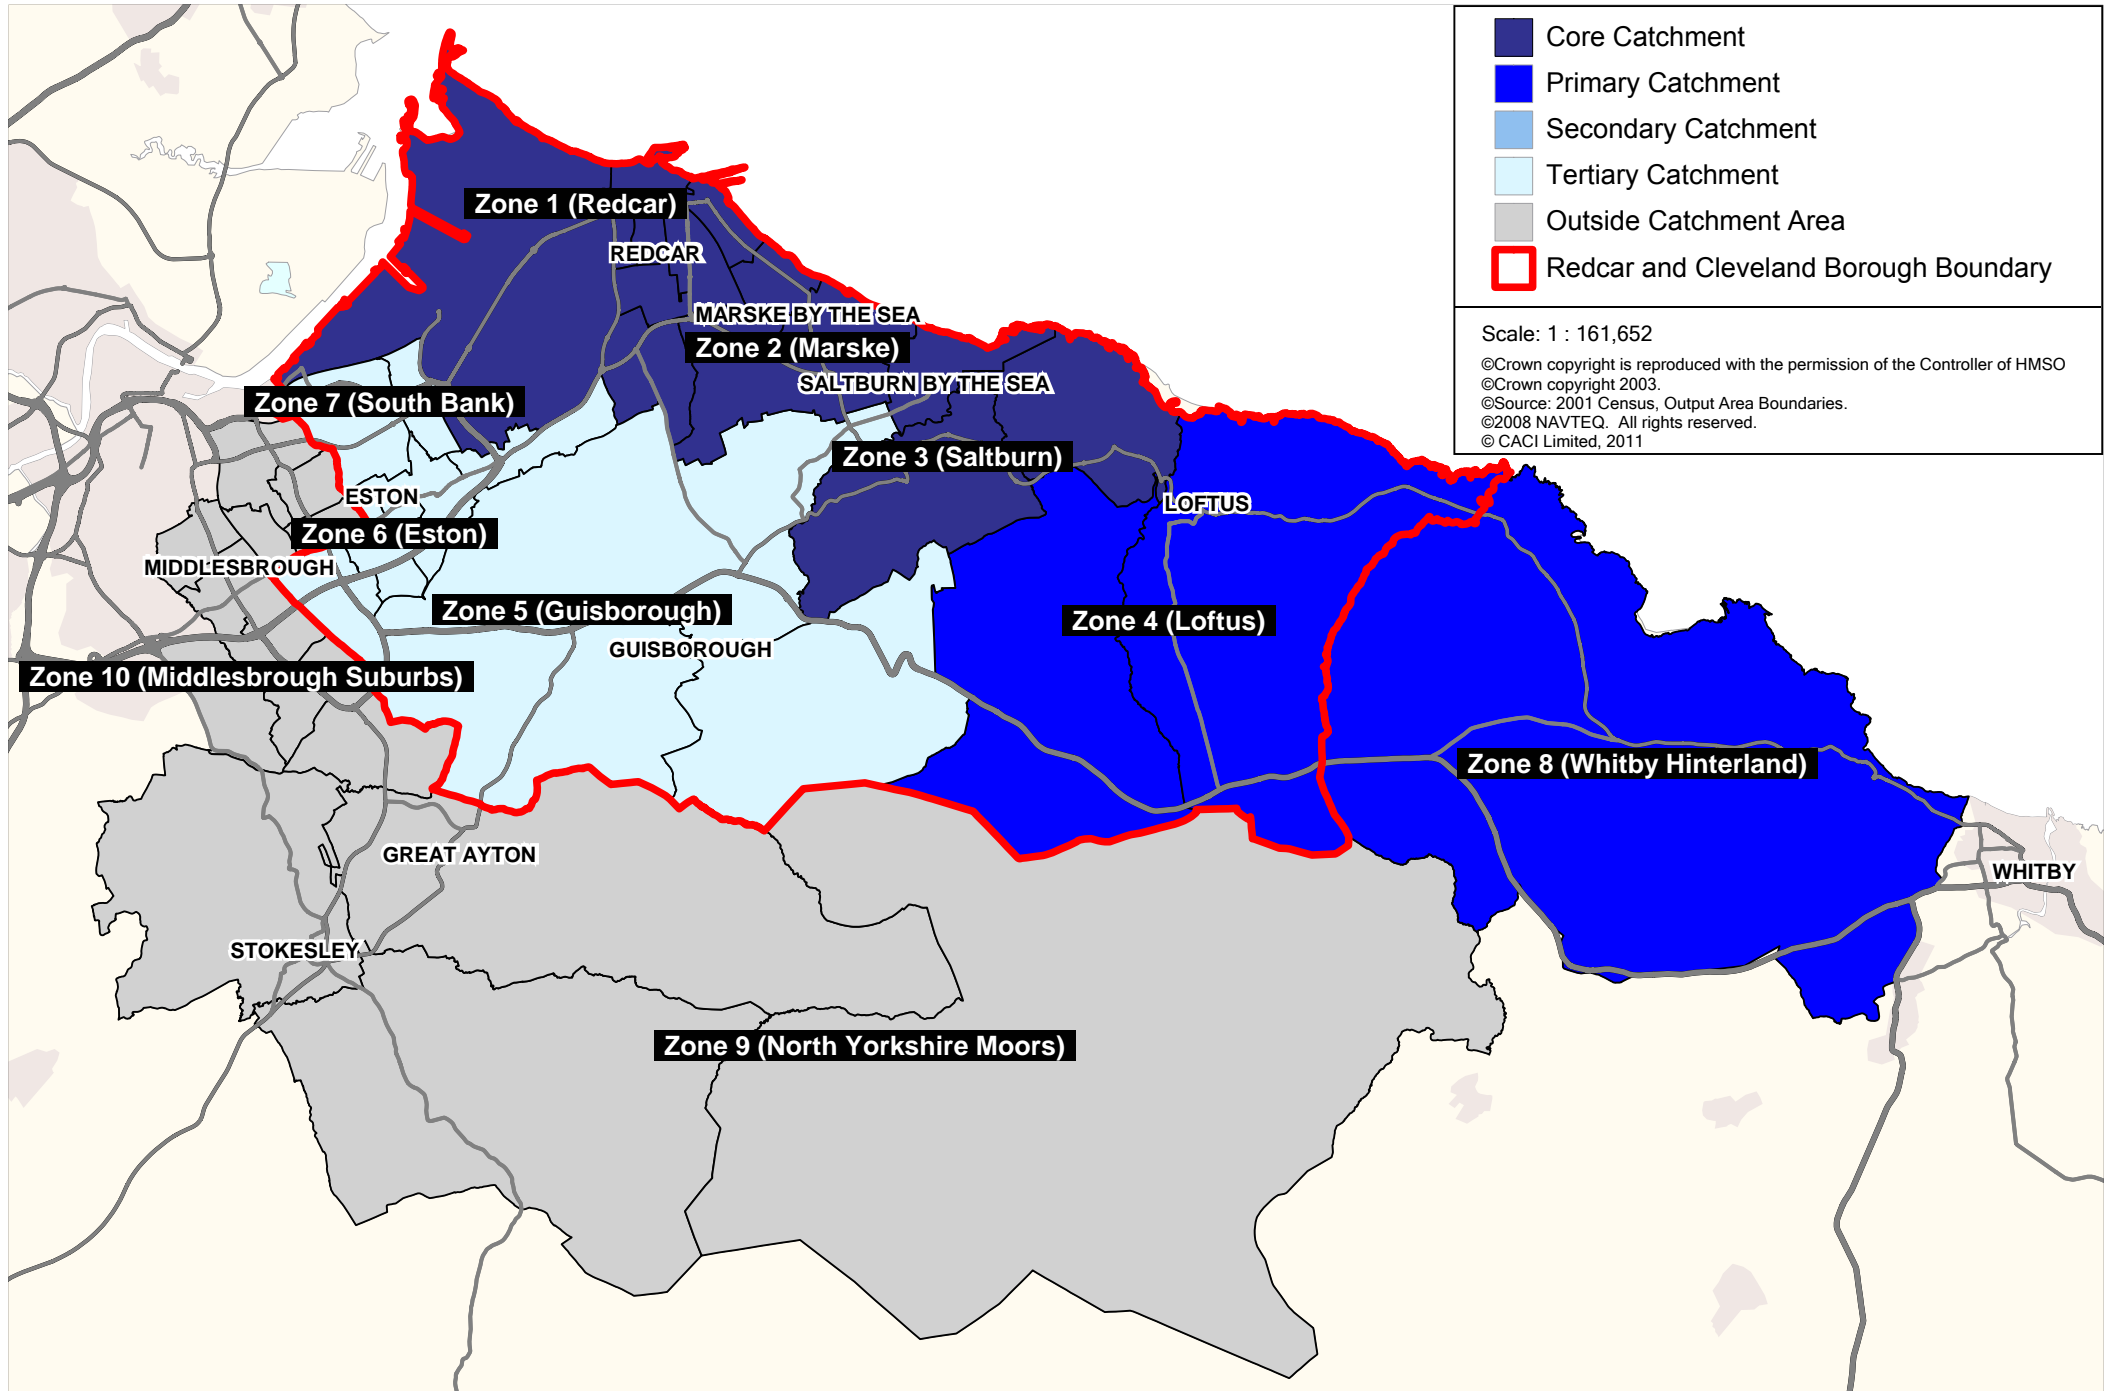 Core Catchment
Primary Catchment
Secondary Catchment
Tertiary Catchment
Outside Catchment Area
Redcar and Cleveland Borough Boundary
Scale: 1 : 161,652
©Crown copyright is reproduced with the permission of the Controller of HMSO
©Crown copyright 2003.
©Source: 2001 Census, Output Area Boundaries.
©2008 NAVTEQ. All rights reserved.
© CACI Limited, 2011
Zone 1 (Redcar)
REDCAR
MARSKE BY THE SEA
Zone 2 (Marske)
SALTBURN BY THE SEA
Zone 7 (South Bank)
Zone 3 (Saltburn)
ESTON
LOFTUS
Zone 6 (Eston)
MIDDLESBROUGH
Zone 5 (Guisborough)
Zone 4 (Loftus)
GUISBOROUGH
Zone 10 (Middlesbrough Suburbs)
Zone 8 (Whitby Hinterland)
GREAT AYTON
WHITBY
STOKESLEY
Zone 9 (North Yorkshire Moors)